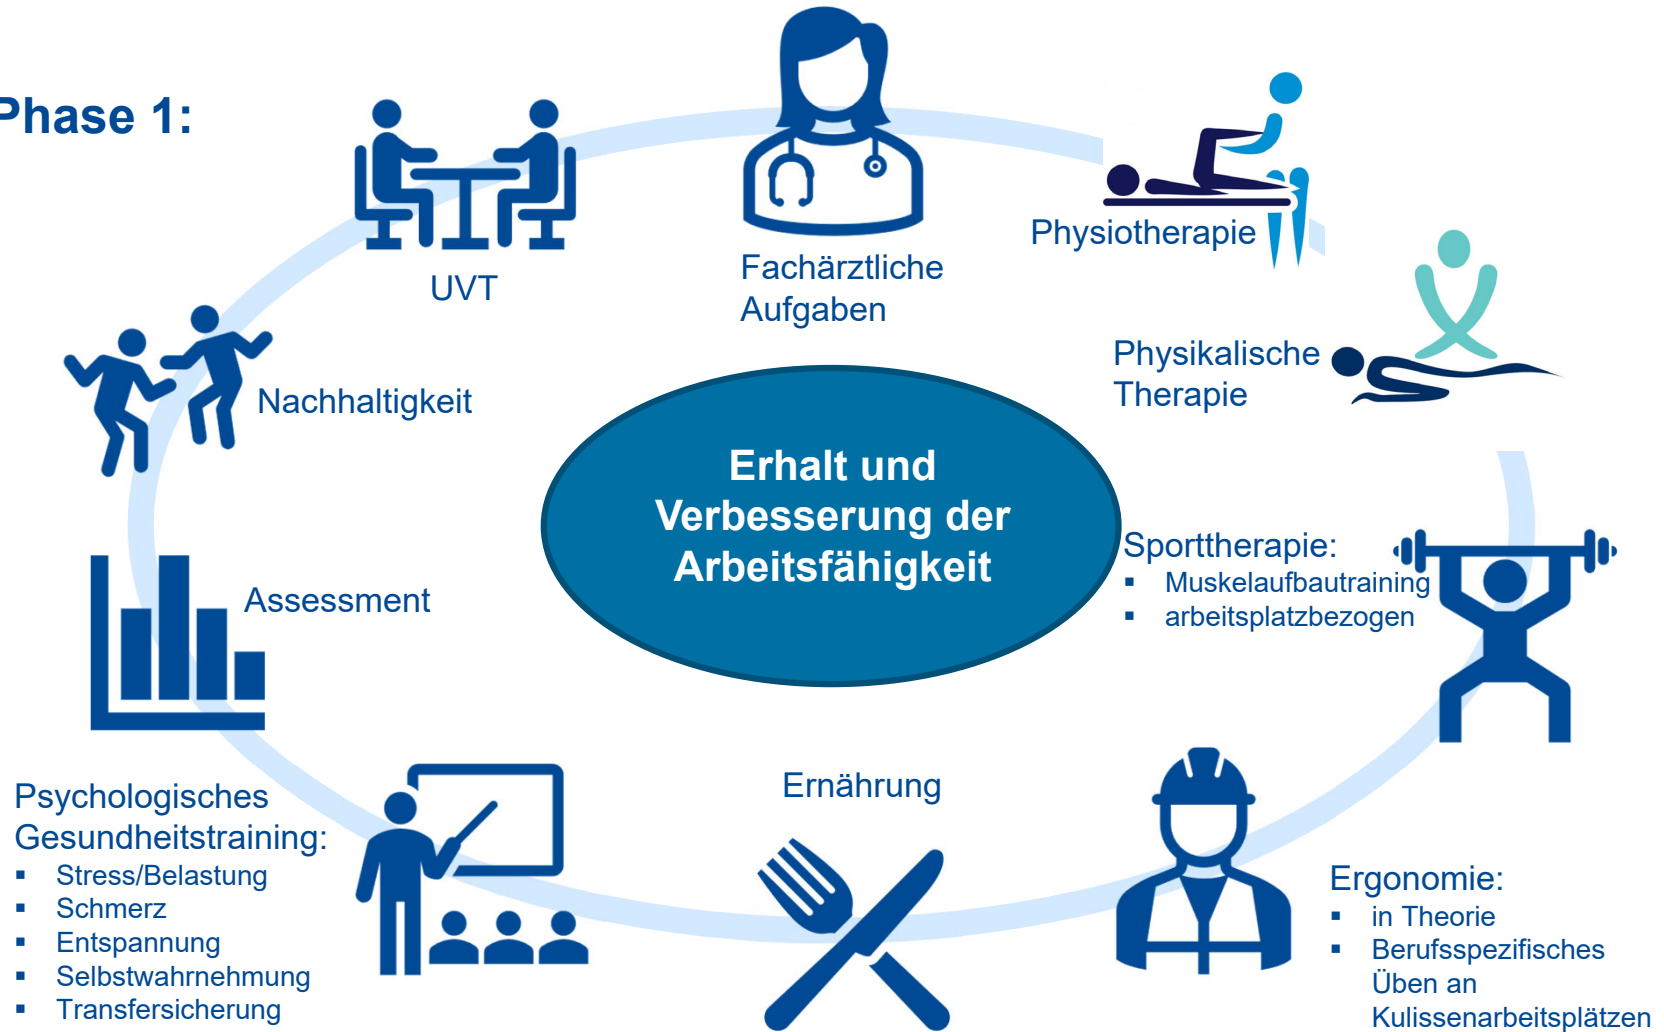 Phase 1:
UVT
Fachärztliche
Aufgaben
Physiotherapie
Physikalische
Therapie
Nachhaltigkeit
Erhalt und
Verbesserung der
Arbeitsfähigkeit
Sporttherapie:
▪ Muskelaufbautraining
▪ arbeitsplatzbezogen
Assessment
Psychologisches
Gesundheitstraining:
▪ Stress/Belastung
▪ Schmerz
▪ Entspannung
▪ Selbstwahrnehmung
▪ Transfersicherung
Ernährung
Ergonomie:
▪ in Theorie
▪ Berufsspezifisches
Üben an
Kulissenarbeitsplätzen